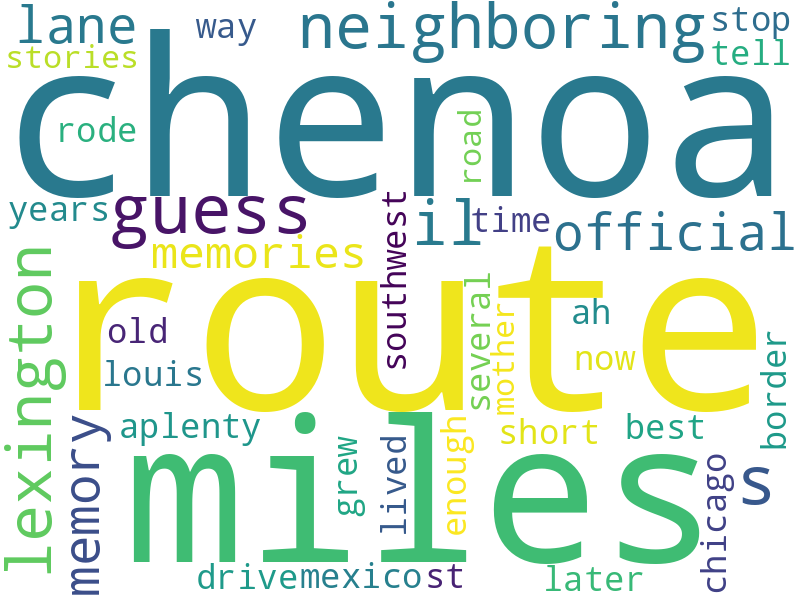 lane
way
neighboring
stop
stories
tell
chenoa
rode
road
years
guess
il
time
official
memories
southwest
lexington
route
old
louis
several
mother
ah
now
border
aplenty
short
best
memory
miles
grew
lived
enough
s
chicago
drive
mexico
st
later